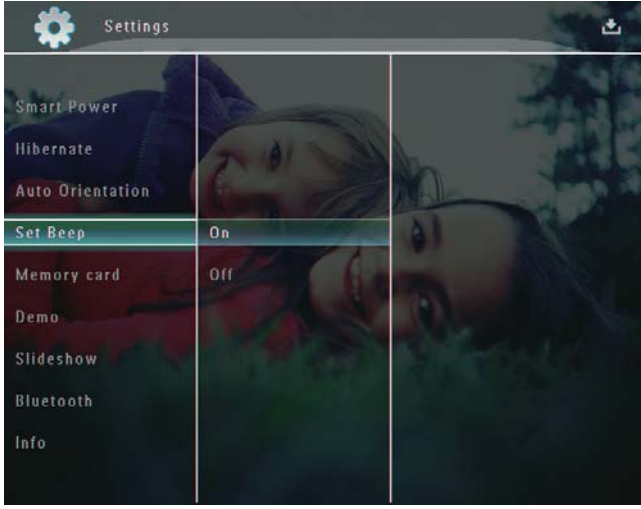 Settings
Smart Power
Hibernate
Auto Orientation
Set Beep
On
Memory card
Off
Demo
Slideshow
Bluetooth
Info